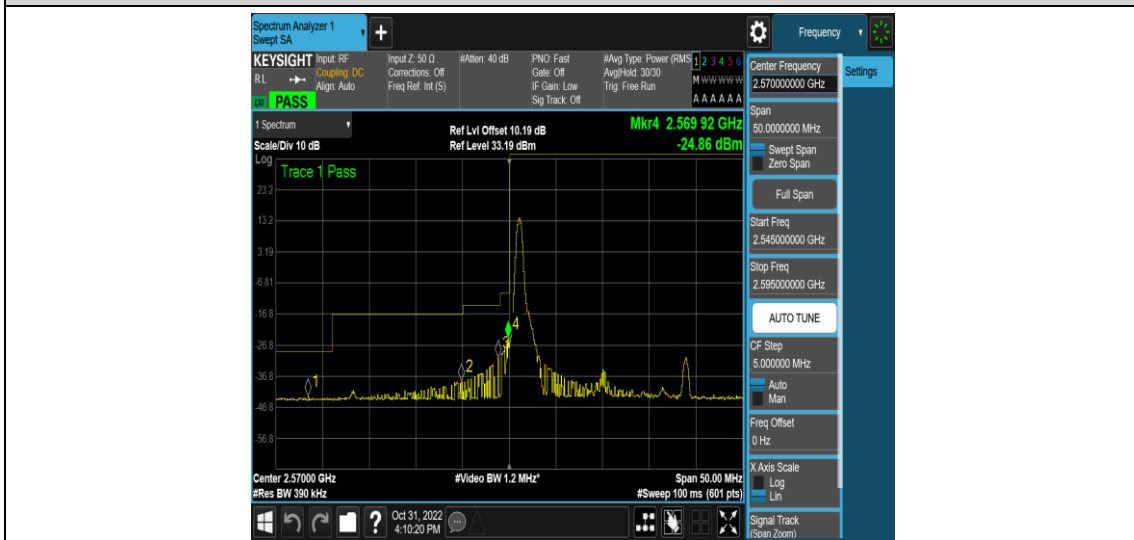 Spectrum Analyzer 1
Swept SA
+
Frequency
KEYSIGHT
RL
LXI
PASS
Input: RF
Coupling: DC
Align: Auto
Input Z: 50 Ω
Corrections: Off
Freq Ref: Int (S)
#Atten: 40 dB
PNO: Fast
Gate: Off
IF Gain: Low
Sig Track: Off
#Avg Type: Power (RMS
Avg|Hold: 30/30
Trig: Free Run
1 2 3 4 5 6
M W W W W W
A A A A A A
1 Spectrum
Scale/Div 10 dB
Ref Lvl Offset 10.19 dB
Ref Level 33.19 dBm
Mkr4 2.569 92 GHz
-24.86 dBm
Log
Trace 1 Pass
23.2
13.2
3.19
-6.81
-16.8
-26.8
-36.8
-46.8
-56.8
1
2
3
4
Center 2.57000 GHz
#Res BW 390 kHz
#Video BW 1.2 MHz*
Span 50.00 MHz
#Sweep 100 ms (601 pts)
?
Oct 31, 2022
4:10:20 PM
Center Frequency
2.570000000 GHz
Settings
Span
50.0000000 MHz
Swept Span
Zero Span
Full Span
Start Freq
2.545000000 GHz
Stop Freq
2.595000000 GHz
AUTO TUNE
CF Step
5.000000 MHz
Auto
Man
Freq Offset
0 Hz
X Axis Scale
Log
Lin
Signal Track
(Span Zoom)